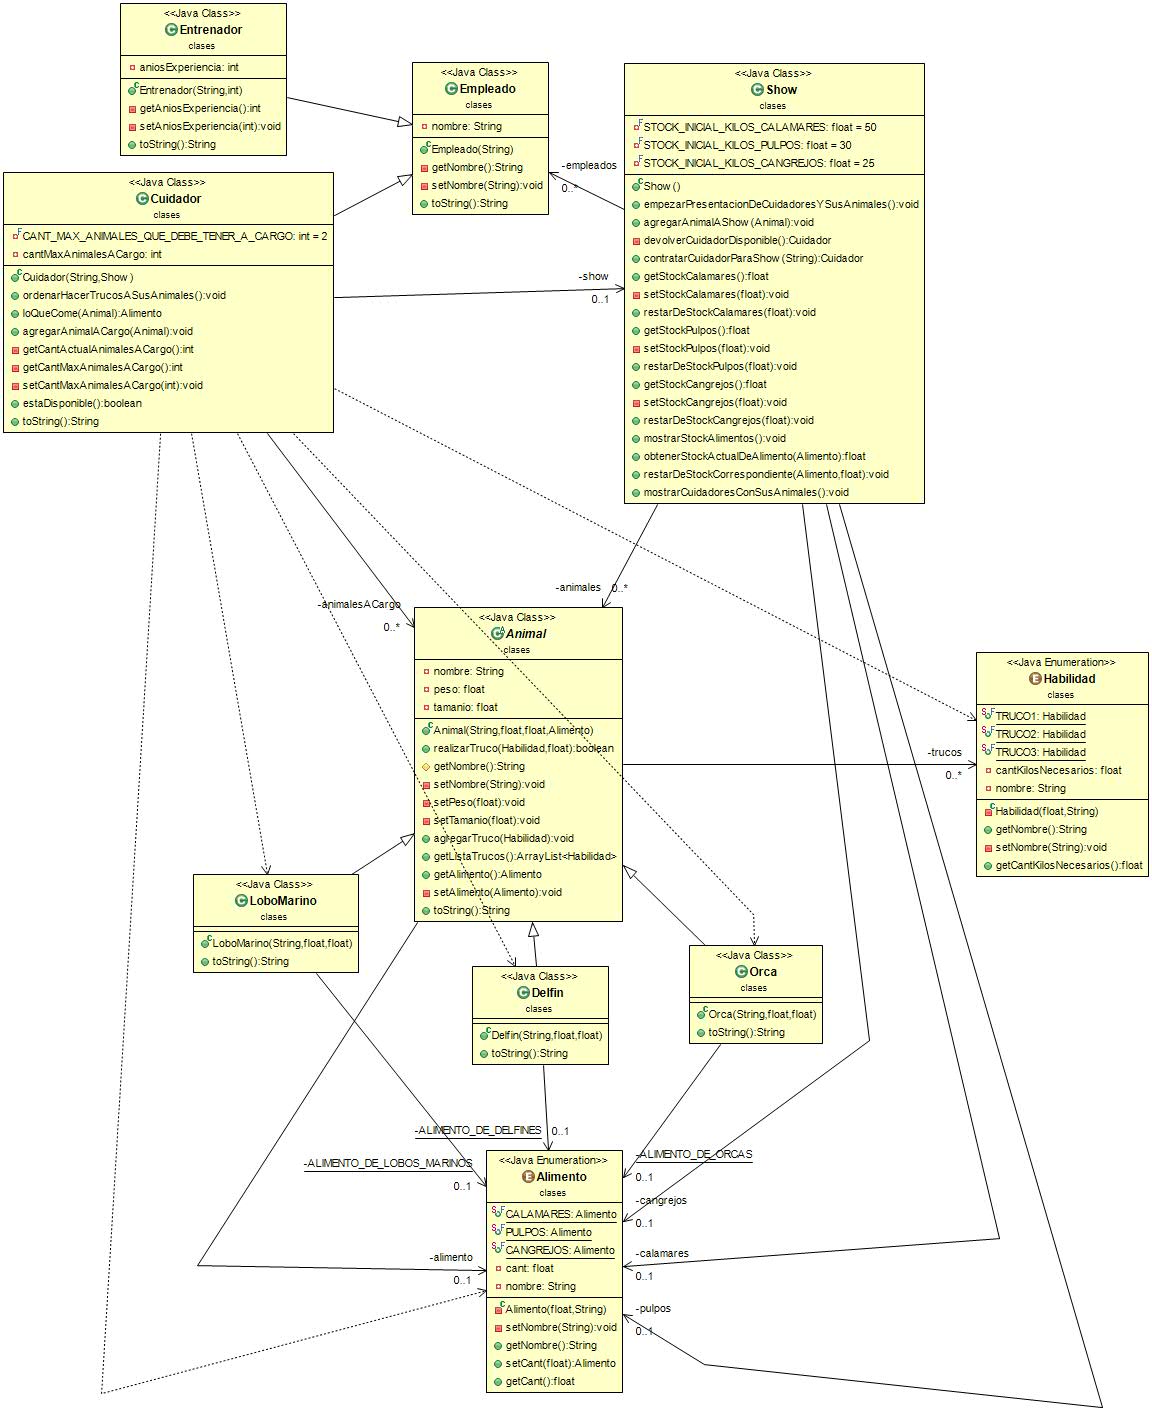 <<Java Class>>
Entrenador
clases
aniosExperiencia: int
Entrenador(String,int)
getAniosExperiencia():int
setAniosExperiencia(int):void
toString():String
<<Java Class>>
Empleado
clases
nombre: String
Empleado(String)
getNombre():String
setNombre(String):void
toString():String
<<Java Class>>
Show
clases
STOCK_INICIAL_KILOS_CALAMARES: float = 50
STOCK_INICIAL_KILOS_PULPOS: float = 30
STOCK_INICIAL_KILOS_CANGREJOS: float = 25
Show()
empezarPresentacionDeCuidadoresYSusAnimales():void
agregarAnimalAShow(Animal):void
devolverCuidadorDisponible():Cuidador
contratarCuidadorParaShow(String):Cuidador
getStockCalamares():float
setStockCalamares(float):void
restarDeStockCalamares(float):void
getStockPulpos():float
setStockPulpos(float):void
restarDeStockPulpos(float):void
getStockCangrejos():float
setStockCangrejos(float):void
restarDeStockCangrejos(float):void
mostrarStockAlimentos():void
obtenerStockActualDeAlimento(Alimento):float
restarDeStockCorrespondiente(Alimento,float):void
mostrarCuidadoresConSusAnimales():void
-empleados
0..*
<<Java Class>>
Cuidador
clases
CANT_MAX_ANIMALES_QUE_DEBE_TENER_A_CARGO: int = 2
cantMaxAnimalesACargo: int
Cuidador(String,Show)
ordenarHacerTrucosASusAnimales():void
loQueCome(Animal):Alimento
agregarAnimalACargo(Animal):void
getCantActualAnimalesACargo():int
getCantMaxAnimalesACargo():int
setCantMaxAnimalesACargo(int):void
estaDisponible():boolean
toString():String
-show
0..1
-animales
0..*
-animalesACargo
0..*
<<Java Class>>
Animal
clases
nombre: String
peso: float
tamanio: float
Animal(String,float,float,Alimento)
realizarTruco(Habilidad,float):boolean
getNombre():String
setNombre(String):void
setPeso(float):void
setTamanio(float):void
agregarTruco(Habilidad):void
getListaTrucos():ArrayList<Habilidad>
getAlimento():Alimento
setAlimento(Alimento):void
toString():String
-trucos
0..*
<<Java Enumeration>>
Habilidad
clases
TRUCO1: Habilidad
TRUCO2: Habilidad
TRUCO3: Habilidad
cantKilosNecesarios: float
nombre: String
Habilidad(float,String)
getNombre():String
setNombre(String):void
getCantKilosNecesarios():float
<<Java Class>>
LoboMarino
clases
LoboMarino(String,float,float)
toString():String
<<Java Class>>
Delfin
clases
Delfin(String,float,float)
toString():String
<<Java Class>>
Orca
clases
Orca(String,float,float)
toString():String
-ALIMENTO_DE_DELFINES
0..1
-ALIMENTO_DE_LOBOS_MARINOS
0..1
-ALIMENTO_DE_ORCAS
0..1
-cangrejos
0..1
-calamares
0..1
-pulpos
0..1
-alimento
0..1
<<Java Enumeration>>
Alimento
clases
CALAMARES: Alimento
PULPOS: Alimento
CANGREJOS: Alimento
cant: float
nombre: String
Alimento(float,String)
setNombre(String):void
getNombre():String
setCant(float):Alimento
getCant():float